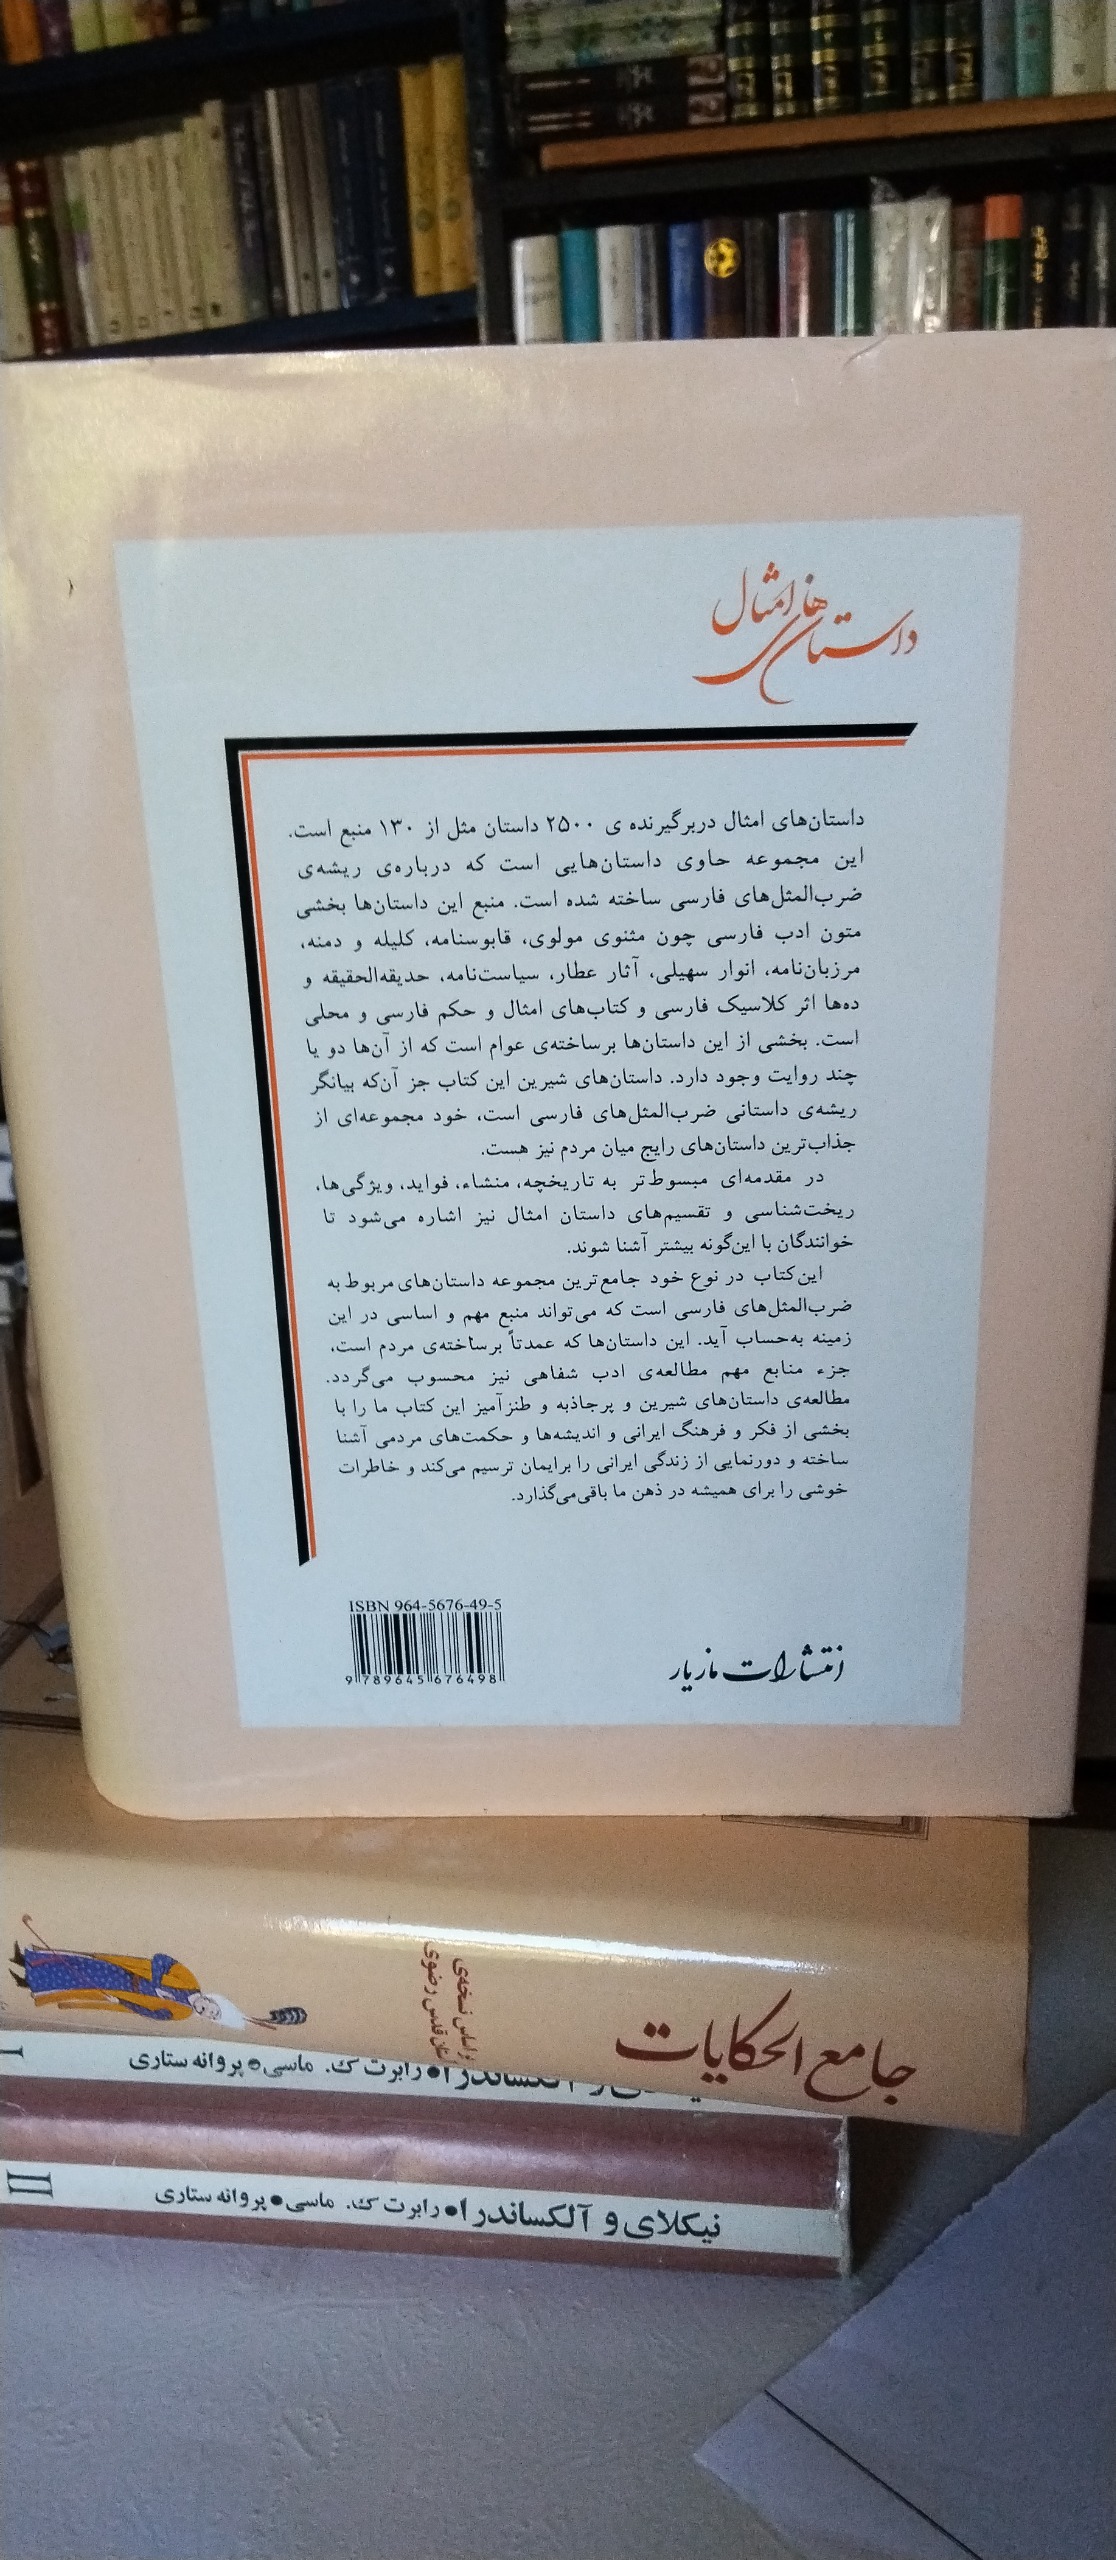 داستان‌های امثال
داستان‌های امثال دربرگیرنده ی ۲۵۰۰ داستان مثل از ۱۳۰ منبع است.
این مجموعه حاوی داستان‌هایی است که درباره‌ی ریشه‌ی
ضرب‌المثل‌های فارسی ساخته شده است. منبع این داستان‌ها بخشی
متون ادب فارسی چون مثنوی مولوی، قابوسنامه، کلیله و دمنه،
مرزبان‌نامه، انوار سهیلی، آثار عطار، سیاست‌نامه، حدیقه‌الحقیقه و
ده‌ها اثر کلاسیک فارسی و کتاب‌های امثال و حکم فارسی و محلی
است. بخشی از این داستان‌ها برساخته‌ی عوام است که از آن‌ها دو یا
چند روایت وجود دارد. داستان‌های شیرین این کتاب جز آن‌که بیانگر
ریشه‌ی داستانی ضرب‌المثل‌های فارسی است، خود مجموعه‌ای از
جذاب‌ترین داستان‌های رایج میان مردم نیز هست.
در مقدمه‌ای مبسوط‌تر به تاریخچه، منشاء، فواید، ویژگی‌ها،
ریخت‌شناسی و تقسیم‌های داستان امثال نیز اشاره می‌شود تا
خوانندگان با این‌گونه بیشتر آشنا شوند.
این‌کتاب در نوع خود جامع‌ترین مجموعه داستان‌های مربوط به
ضرب‌المثل‌های فارسی است که می‌تواند منبع مهم و اساسی در این
زمینه به‌حساب آید. این داستان‌ها که عمدتاً برساخته‌ی مردم است،
جزء منابع مهم مطالعه‌ی ادب شفاهی نیز محسوب می‌گردد.
مطالعه‌ی داستان‌های شیرین و پرجاذبه و طنزآمیز این کتاب ما را با
بخشی از فکر و فرهنگ ایرانی و اندیشه‌ها و حکمت‌های مردمی آشنا
ساخته و دورنمایی از زندگی ایرانی را برایمان ترسیم می‌کند و خاطرات
خوشی را برای همیشه در ذهن ما باقی‌می‌گذارد.
ISBN 964-5676-49-5
9 789645 676498
انتشارات مازیار
جامع الحکایات
براساس نسخه‌ی
آستان قدس رضوی
آلکساندرا • رابرت ک. ماسی • پروانه ستاری
I
نیکلای و آلکساندرا • رابرت ک. ماسی • پروانه ستاری
II